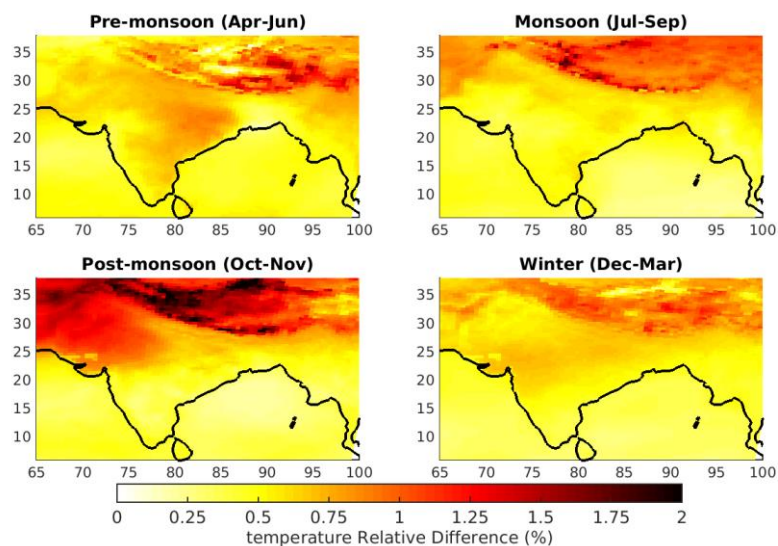 Pre-monsoon (Apr-Jun)
Monsoon (Jul-Sep)
35
30
25
20
15
10
65 70 75 80 85 90 95 100
35
30
25
20
15
10
65 70 75 80 85 90 95 100
Post-monsoon (Oct-Nov)
Winter (Dec-Mar)
35
30
25
20
15
10
65 70 75 80 85 90 95 100
35
30
25
20
15
10
65 70 75 80 85 90 95 100
0 0.25 0.5 0.75 1 1.25 1.5 1.75 2
temperature Relative Difference (%)